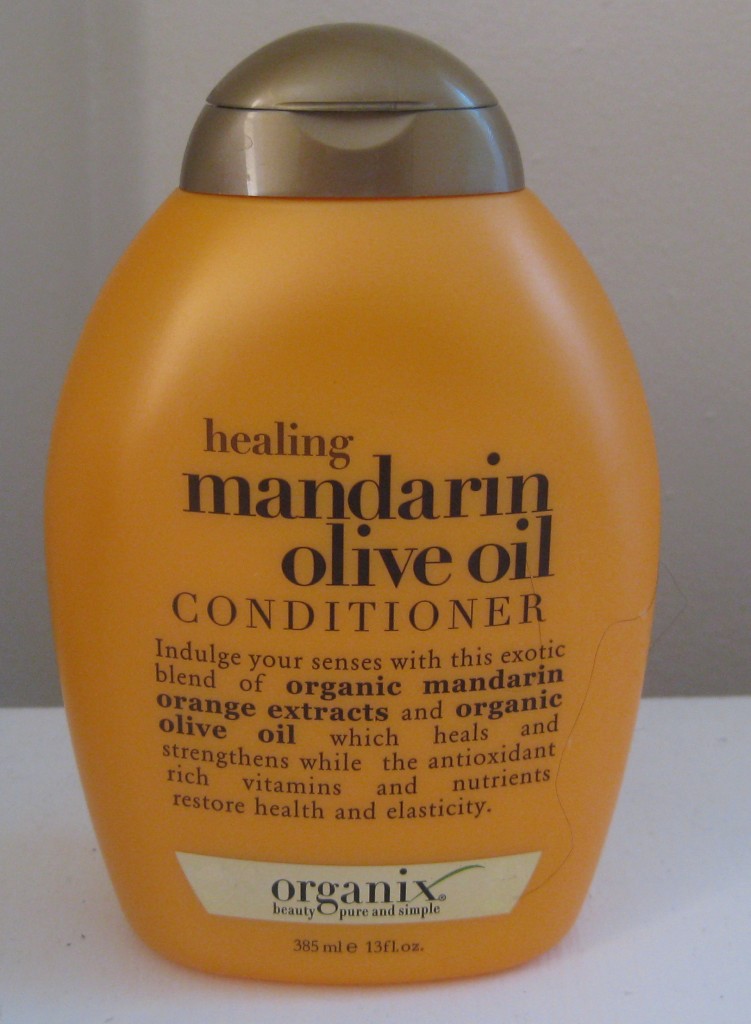 healing
mandarin
olive oil
CONDITIONER
Indulge your senses with this exotic
blend of organic mandarin
orange extracts and organic
olive oil which heals and
strengthens while the antioxidant
rich vitamins and nutrients
restore health and elasticity.
organix®
beauty pure and simple
385 ml e 13fl.oz.